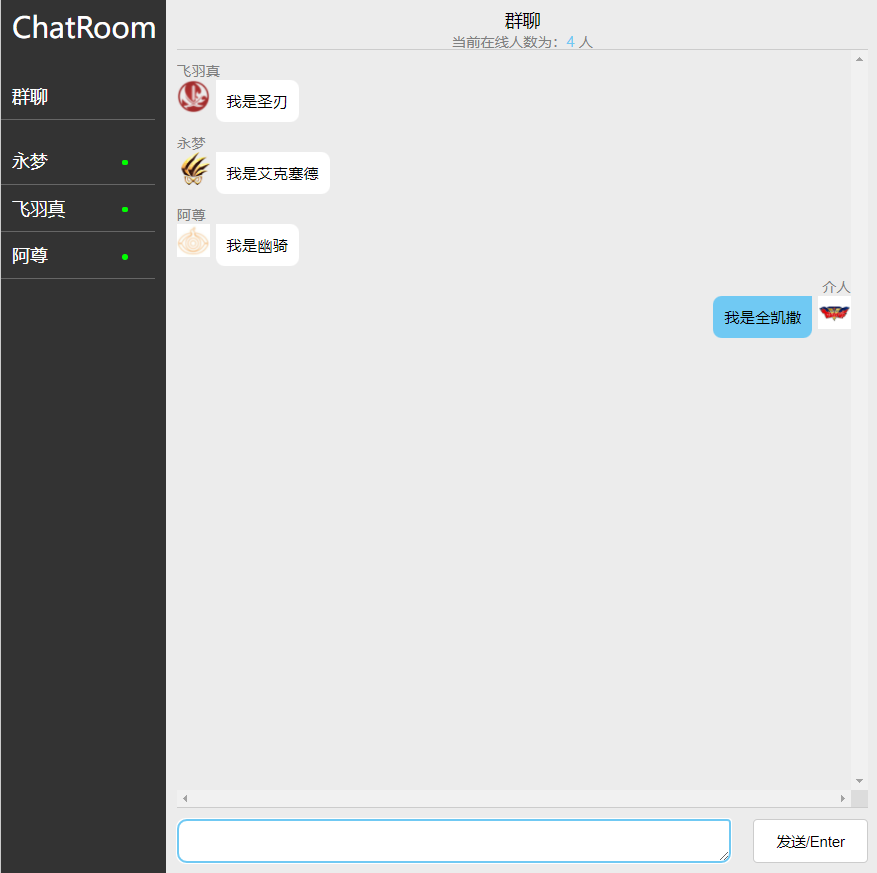 ChatRoom
群聊
永梦
飞羽真
阿尊
群聊
当前在线人数为：4 人
飞羽真
我是圣刃
永梦
我是艾克塞德
阿尊
我是幽骑
介人
我是全凯撒
发送/Enter